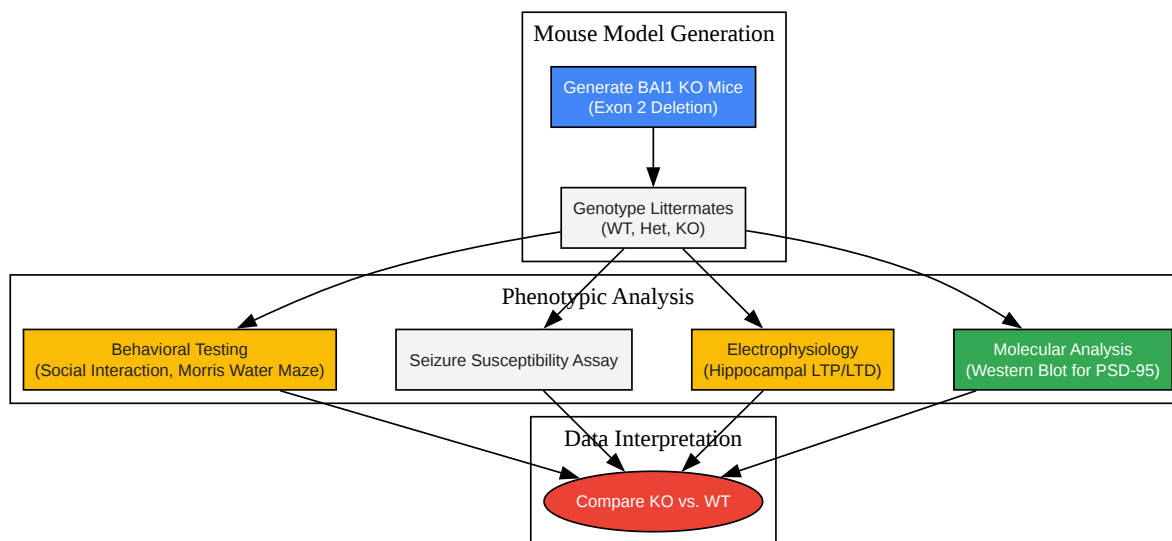 Mouse Model Generation
Generate BAI1 KO Mice
(Exon 2 Deletion)
Genotype Littermates
(WT, Het, KO)
Phenotypic Analysis
Behavioral Testing
(Social Interaction, Morris Water Maze)
Seizure Susceptibility Assay
Electrophysiology
(Hippocampal LTP/LTD)
Molecular Analysis
(Western Blot for PSD-95)
Data Interpretation
Compare KO vs. WT